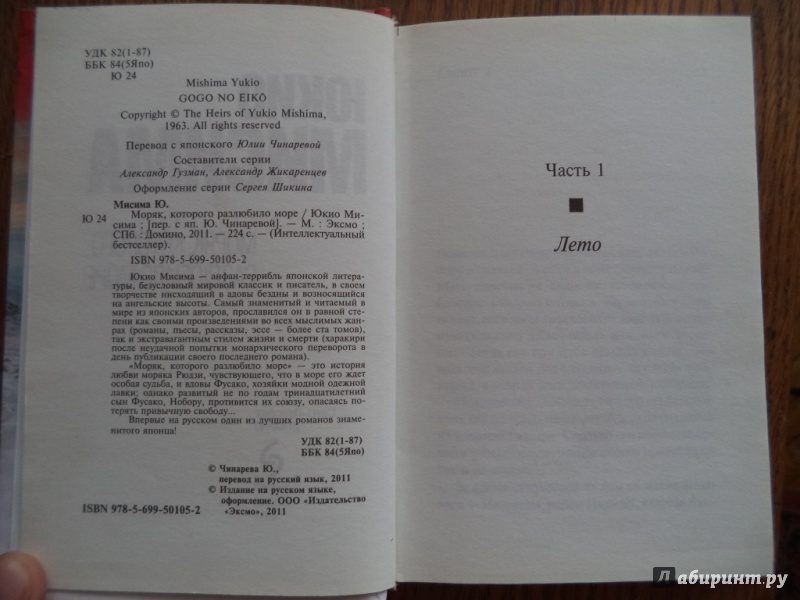 УДК 82(1-87)
ББК 84(5Япо)
Ю 24
Mishima Yukio
GOGO NO EIKŌ
Copyright © The Heirs of Yukio Mishima,
1963. All rights reserved
Перевод с японского Юлии Чинаревой
Составители серии
Александр Гузман, Александр Жикаренцев
Оформление серии Сергея Шикина
Мисима Ю.
Ю 24 Моряк, которого разлюбило море / Юкио Ми-
сима ; [пер. с яп. Ю. Чинаревой]. — М. : Эксмо ;
СПб. : Домино, 2011. — 224 с. — (Интеллектуальный
бестселлер).
ISBN 978-5-699-50105-2
Юкио Мисима — анфан-террибль японской литера-
туры, безусловный мировой классик и писатель, в своем
творчестве нисходящий в адовы бездны и возносящийся
на ангельские высоты. Самый знаменитый и читаемый в
мире из японских авторов, прославился он в равной сте-
пени как своими произведениями во всех мыслимых жан-
рах (романы, пьесы, рассказы, эссе — более ста томов),
так и экстравагантным стилем жизни и смерти (харакири
после неудачной попытки монархического переворота в
день публикации своего последнего романа).
«Моряк, которого разлюбило море» — это история
любви моряка Рюдзи, чувствующего, что в море его ждет
особая судьба, и вдовы Фусако, хозяйки модной одежной
лавки; однако развитый не по годам тринадцатилетний
сын Фусако, Нобору, противится их союзу, опасаясь по-
терять привычную свободу...
Впервые на русском один из лучших романов знаме-
нитого японца!
УДК 82(1-87)
ББК 84(5Япо)
© Чинарева Ю.,
перевод на русский язык, 2011
© Издание на русском языке,
оформление. ООО «Издательство
ISBN 978-5-699-50105-2 «Эксмо», 2011
Часть 1
Лето
Лабиринт.ру